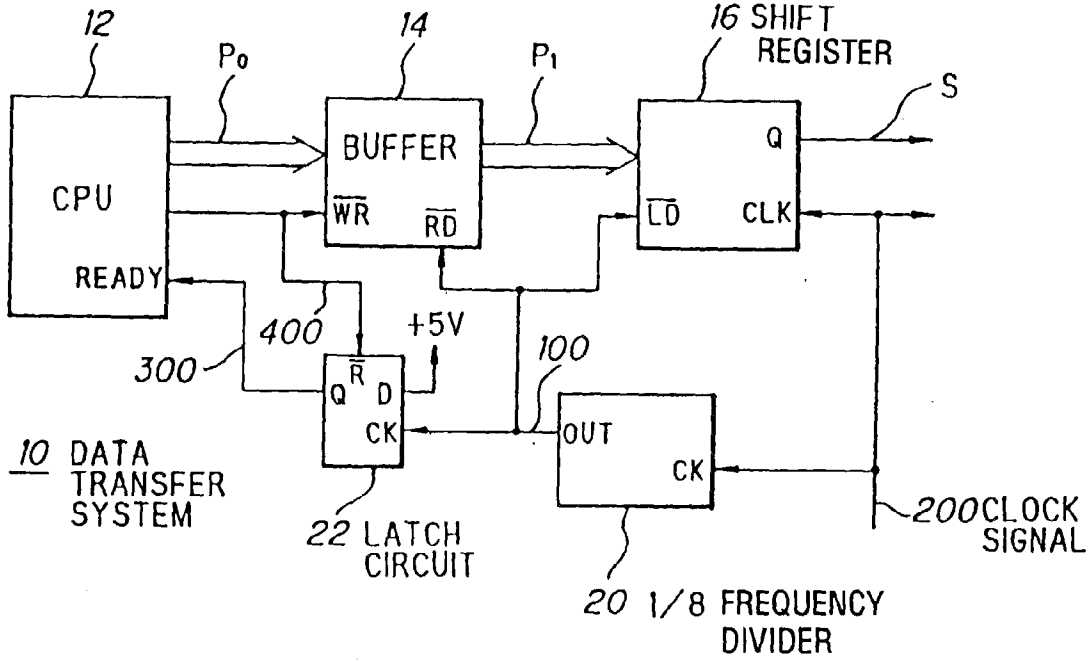 12
14
16 SHIFT
REGISTER
P0
P1
S
CPU
BUFFER
Q
WR
RD
LD
CLK
READY
400
+5V
300
R
Q
D
CK
100
OUT
CK
10 DATA
TRANSFER
SYSTEM
22 LATCH
CIRCUIT
200 CLOCK
SIGNAL
20 1/8 FREQUENCY
DIVIDER